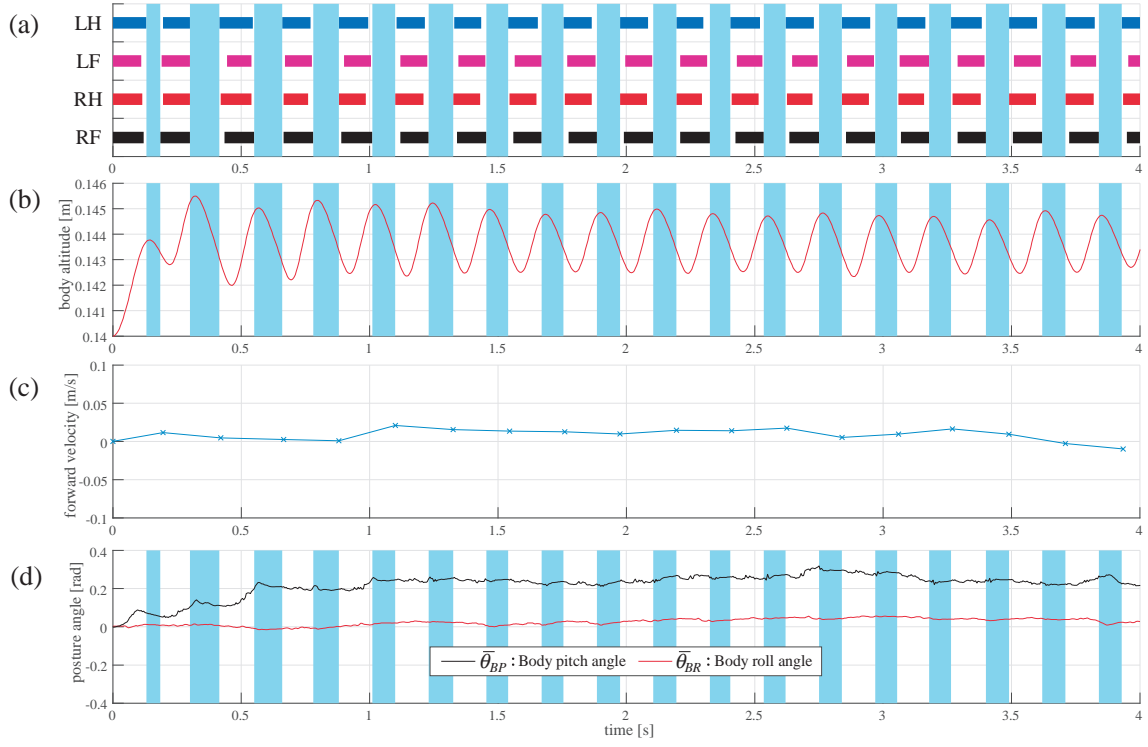 (a)
LH
LF
RH
RF
0 0.5 1 1.5 2 2.5 3 3.5 4
(b)
body altitude [m]
0.146
0.145
0.144
0.143
0.142
0.141
0.14
0 0.5 1 1.5 2 2.5 3 3.5 4
(c)
forward velocity [m/s]
0.1
0.05
0
-0.05
-0.1
0 0.5 1 1.5 2 2.5 3 3.5 4
(d)
posture angle [rad]
0.4
0.2
0
-0.2
-0.4
θ̅BP : Body pitch angle θ̅BR : Body roll angle
0 0.5 1 1.5 2 2.5 3 3.5 4
time [s]